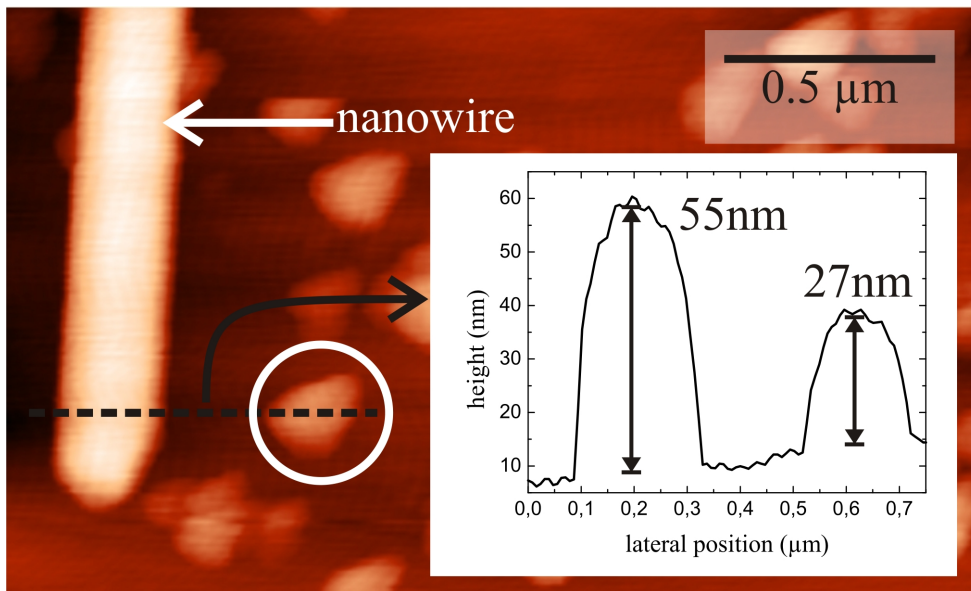 0.5 µm
nanowire
55nm
27nm
height (nm)
60
50
40
30
20
10
0,0 0,1 0,2 0,3 0,4 0,5 0,6 0,7
lateral position (µm)